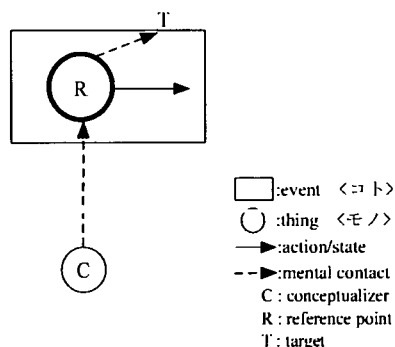 T
R
C
:event <コト>
:thing <モノ>
:action/state
:mental contact
C : conceptualizer
R : reference point
T : target